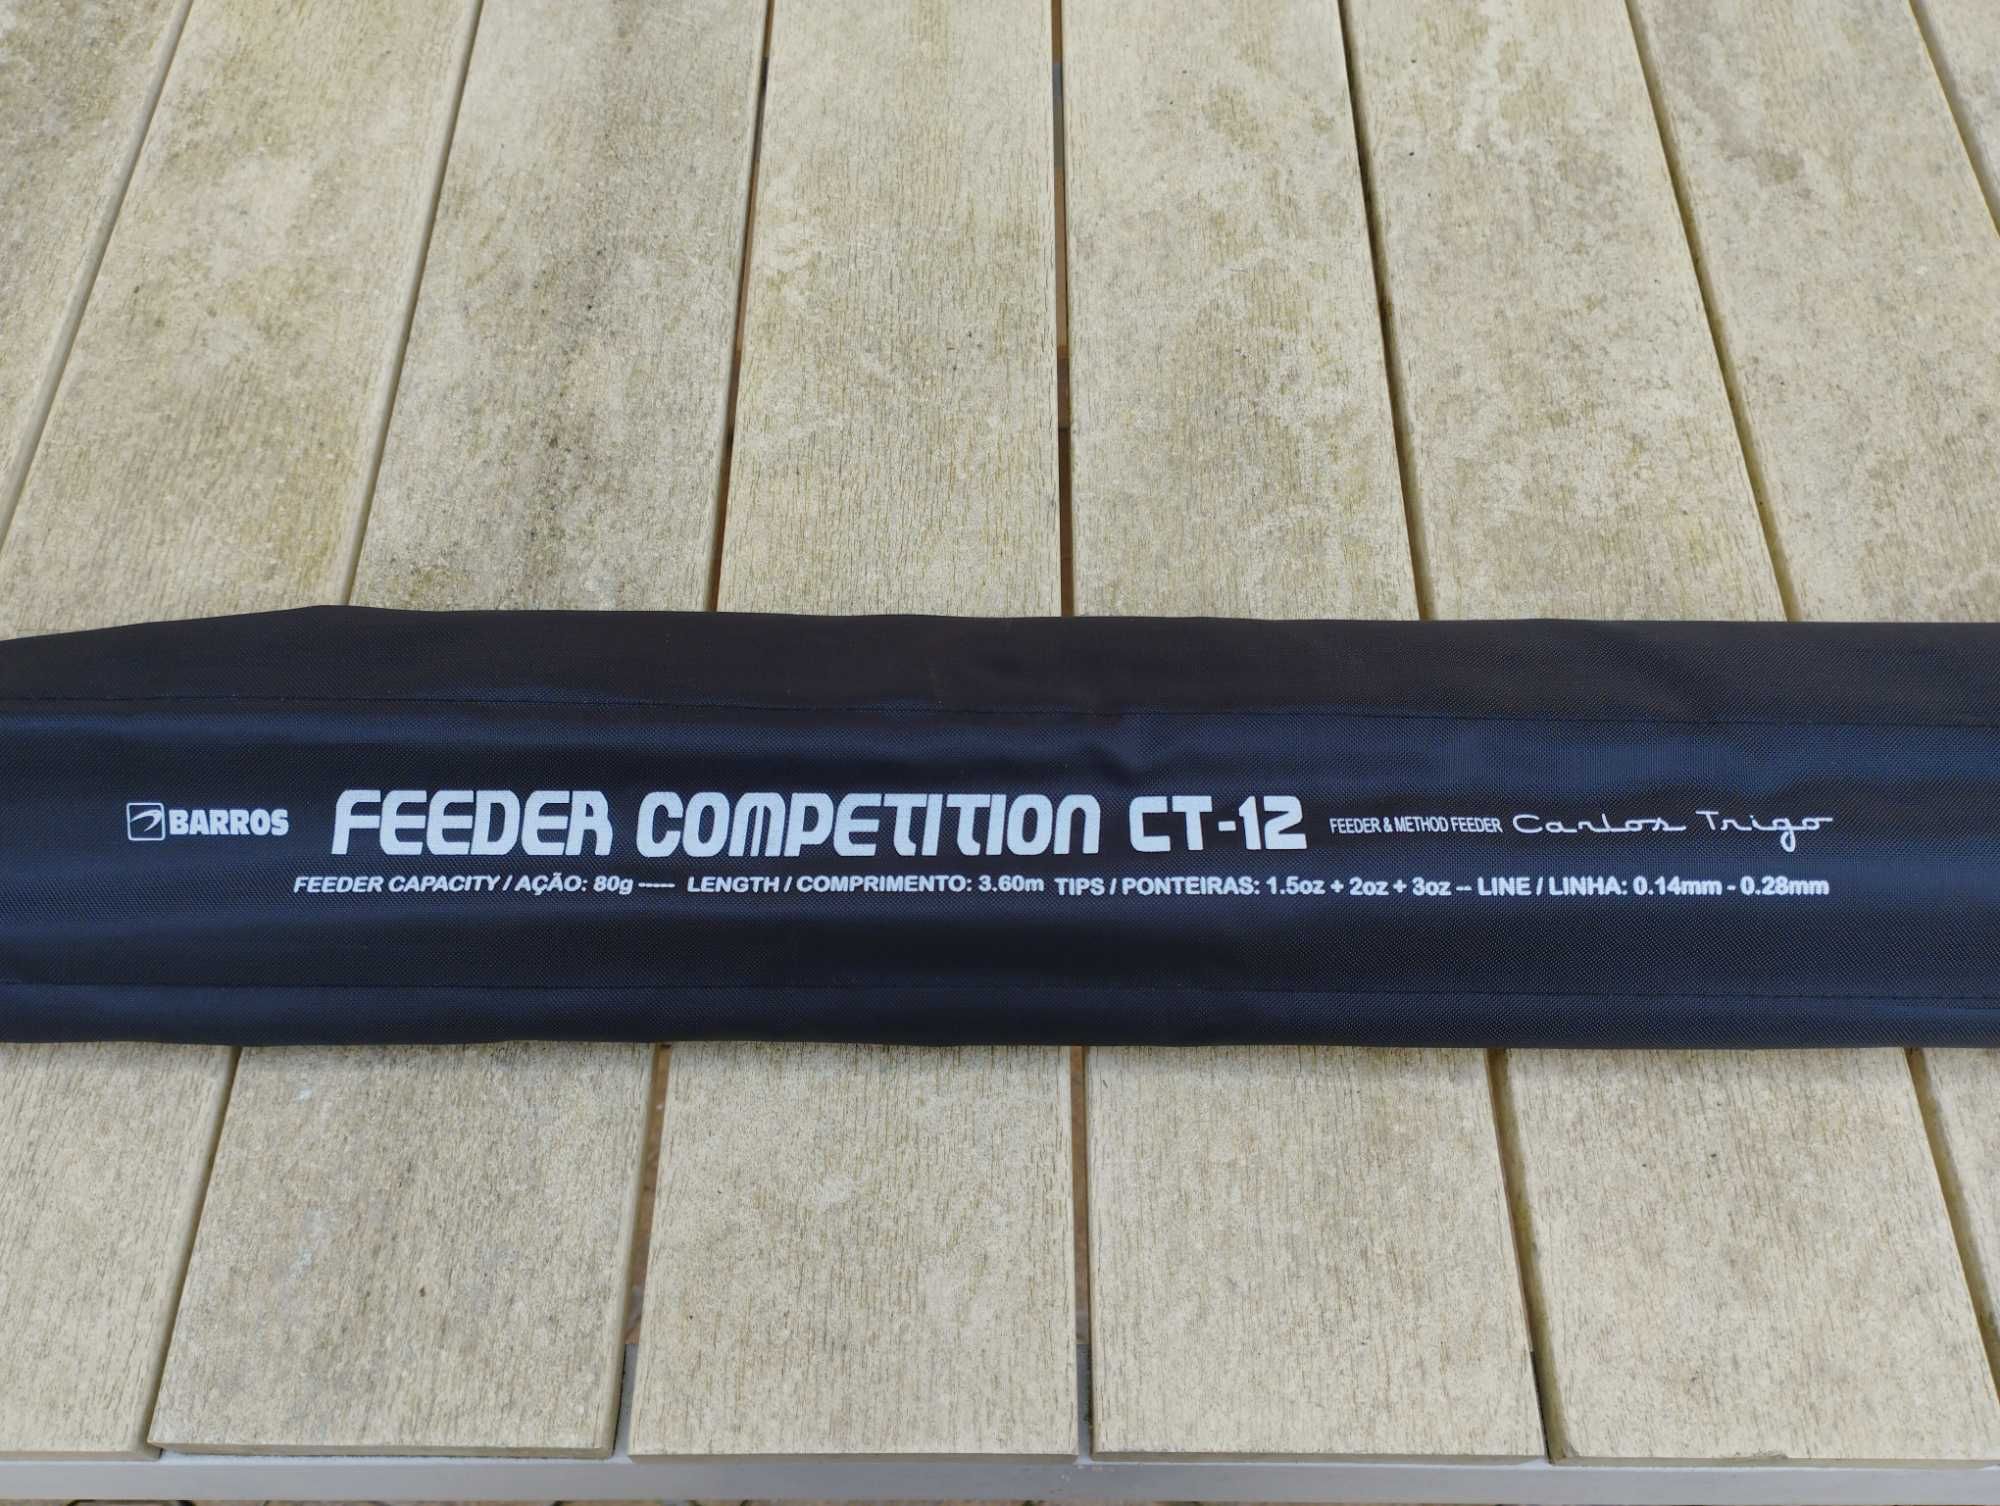 BARROS FEEDER COMPETITION CT-12 FEEDER & METHOD FEEDER Carlos Trigo
FEEDER CAPACITY / AÇÃO: 80g ----- LENGTH / COMPRIMENTO: 3.60m TIPS / PONTEIRAS: 1.5oz + 2oz + 3oz -- LINE / LINHA: 0.14mm - 0.28mm